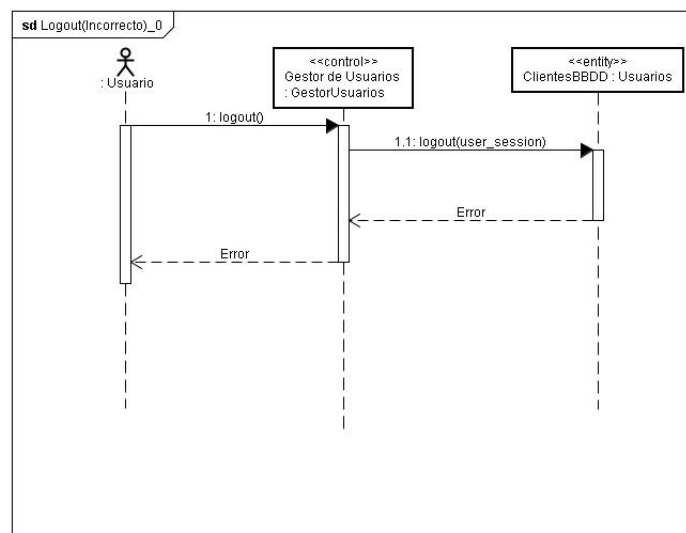 sd Logout(Incorrecto)_0
: Usuario
<<control>>
Gestor de Usuarios
: GestorUsuarios
<<entity>>
ClientesBBDD : Usuarios
1: logout()
1.1: logout(user_session)
Error
Error